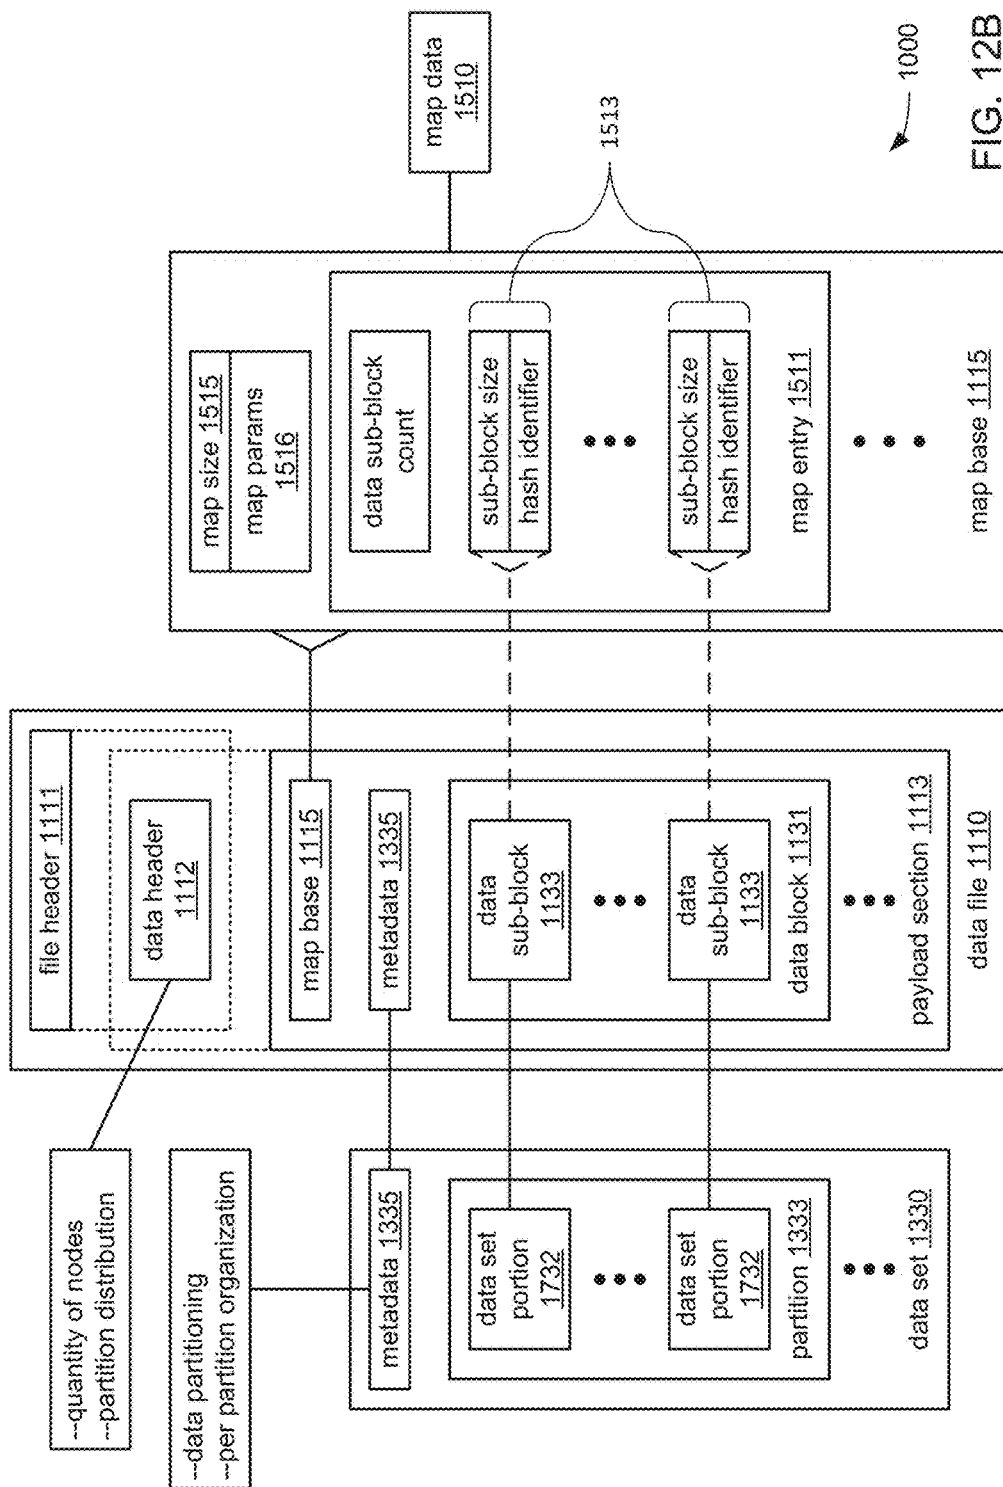 --quantity of nodes
--partition distribution
--data partitioning
--per partition organization
metadata 1335
data set
portion
1732
data set
portion
1732
partition 1333
data set 1330
file header 1111
data header
1112
map base 1115
metadata 1335
data
sub-block
1133
data
sub-block
1133
data block 1131
payload section 1113
data file 1110
map size 1515
map params
1516
data sub-block
count
sub-block size
hash identifier
sub-block size
hash identifier
map entry 1511
map base 1115
map data
1510
1513
1000
FIG. 12B